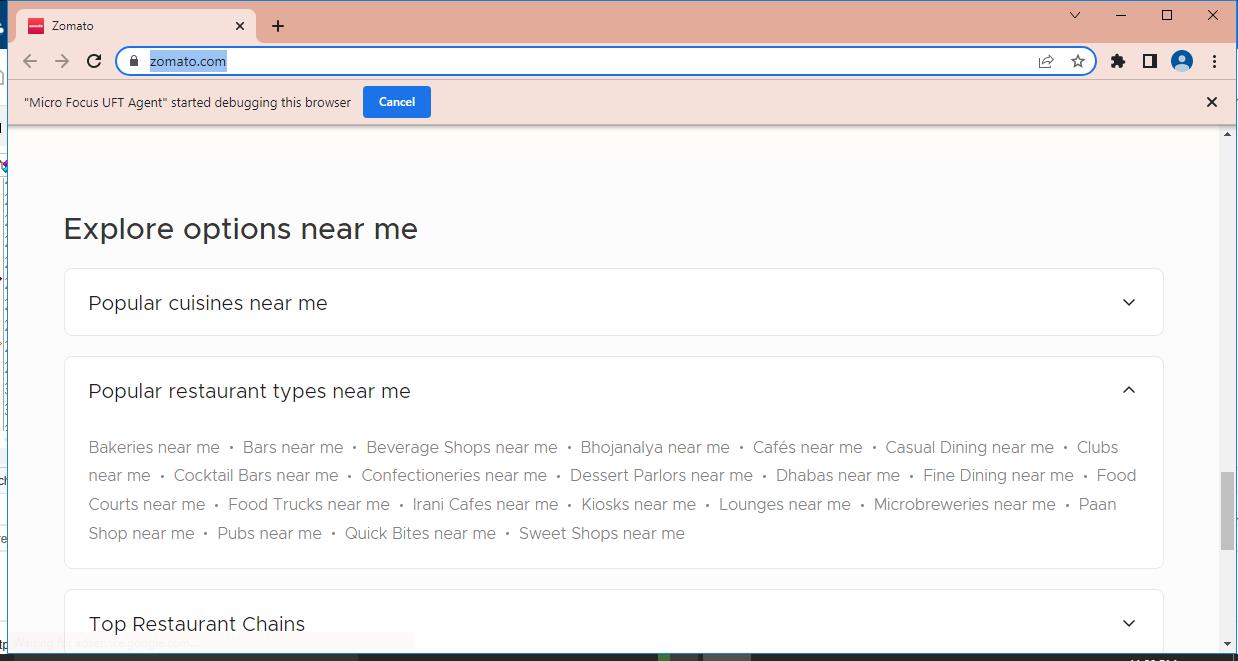 Zomato
zomato.com
"Micro Focus UFT Agent" started debugging this browser
Cancel
Explore options near me
Popular cuisines near me
Popular restaurant types near me
Bakeries near me • Bars near me • Beverage Shops near me • Bhojanalya near me • Cafés near me • Casual Dining near me • Clubs
near me • Cocktail Bars near me • Confectioneries near me • Dessert Parlors near me • Dhabas near me • Fine Dining near me • Food
Courts near me • Food Trucks near me • Irani Cafes near me • Kiosks near me • Lounges near me • Microbreweries near me • Paan
Shop near me • Pubs near me • Quick Bites near me • Sweet Shops near me
Top Restaurant Chains